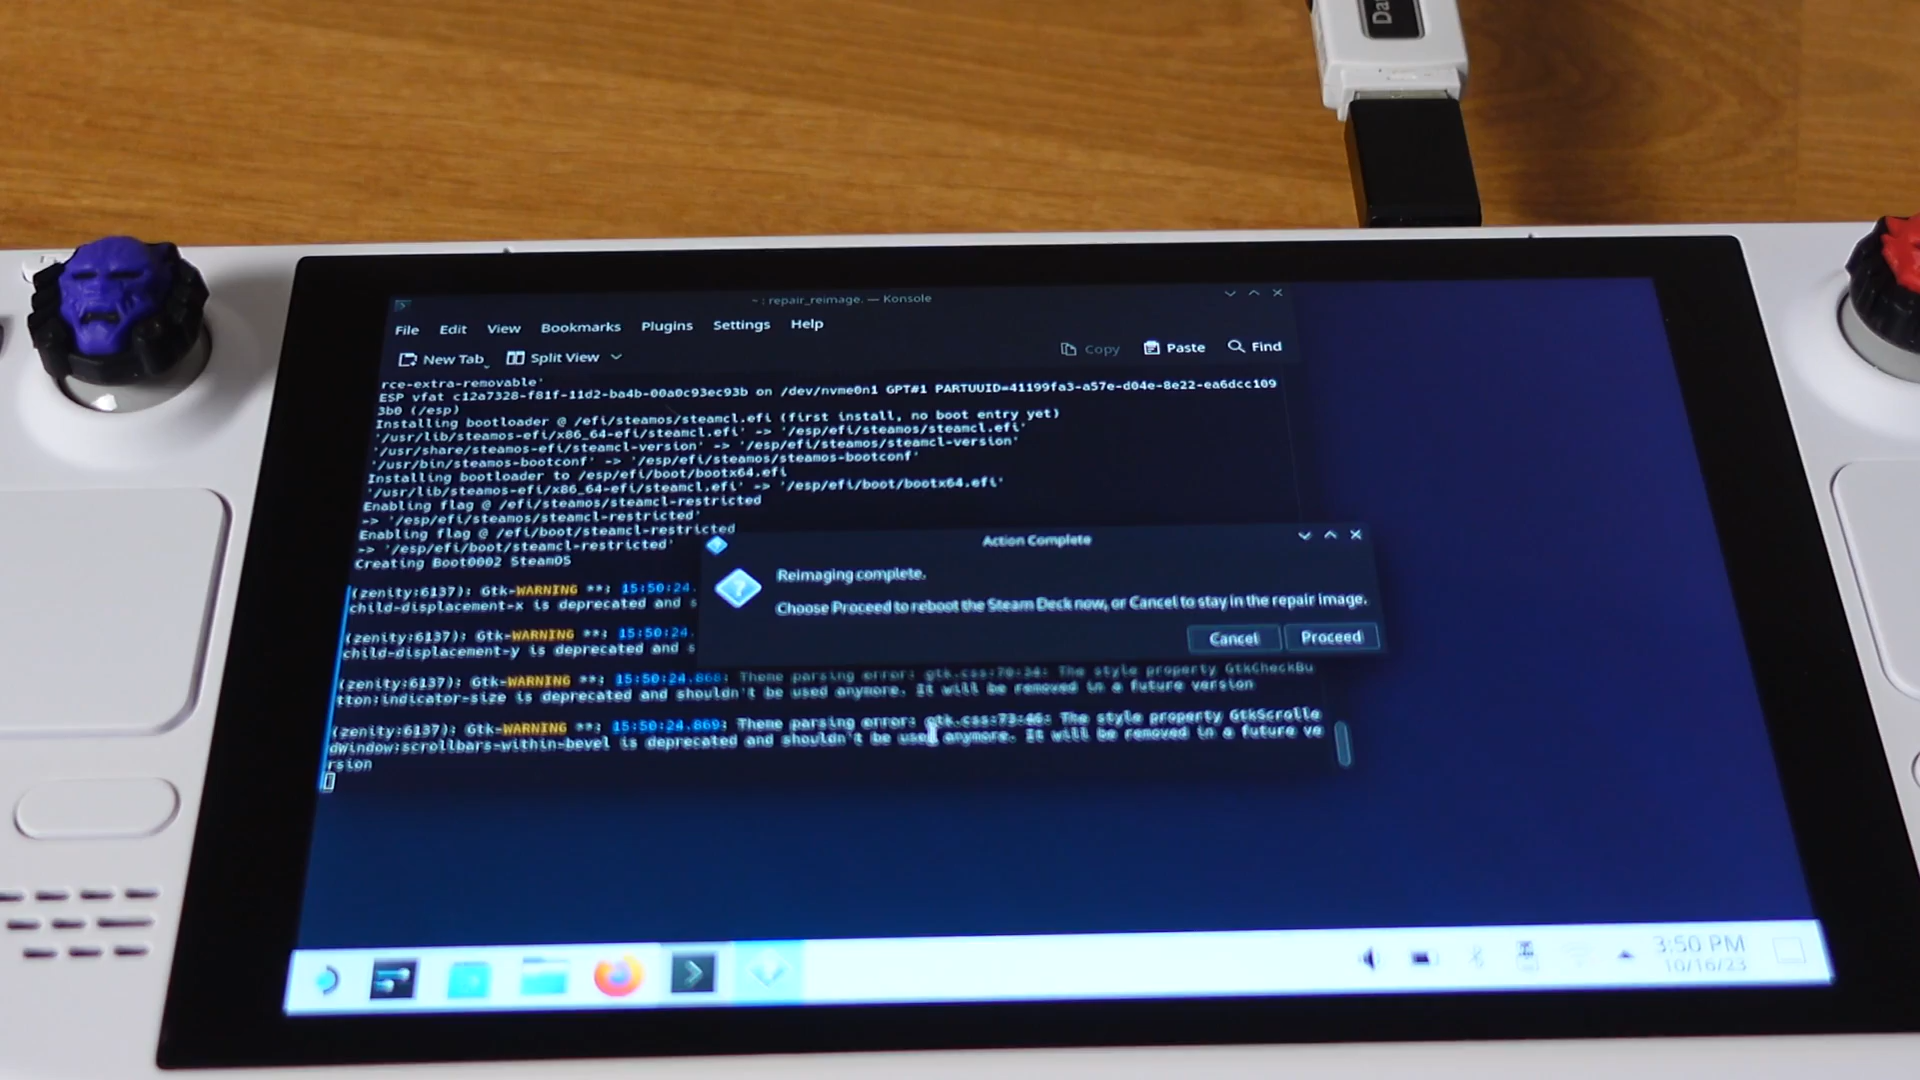 Da
~ : repair_reimage. — Konsole
File Edit View Bookmarks Plugins Settings Help
New Tab Split View Copy Paste Find
rce-extra-removable'
ESP vfat c12a7328-f81f-11d2-ba4b-00a0c93ec93b on /dev/nvme0n1 GPT#1 PARTUUID=41199fa3-a57e-d04e-8e22-ea6dcc109
3b0 (/esp)
Installing bootloader @ /efi/steamos/steamcl.efi (first install, no boot entry yet)
'/usr/lib/steamos-efi/x86_64-efi/steamcl.efi' -> '/esp/efi/steamos/steamcl.efi'
'/usr/share/steamos-efi/steamcl-version' -> '/esp/efi/steamos/steamcl-version'
'/usr/bin/steamos-bootconf' -> '/esp/efi/steamos/steamos-bootconf'
Installing bootloader to /esp/efi/boot/bootx64.efi
'/usr/lib/steamos-efi/x86_64-efi/steamcl.efi' -> '/esp/efi/boot/bootx64.efi'
Enabling flag @ /efi/steamos/steamcl-restricted
-> '/esp/efi/steamos/steamcl-restricted'
Enabling flag @ /efi/boot/steamcl-restricted
-> '/esp/efi/boot/steamcl-restricted'
Creating Boot0002 SteamOS
Action Complete
Reimaging complete.
Choose Proceed to reboot the Steam Deck now, or Cancel to stay in the repair image.
Cancel Proceed
(zenity:6137): Gtk-WARNING **: 15:50:24.
child-displacement-x is deprecated and s
(zenity:6137): Gtk-WARNING **: 15:50:24.
child-displacement-y is deprecated and s
(zenity:6137): Gtk-WARNING **: 15:50:24.868: Theme parsing error: gtk.css:70:34: The style property GtkCheckBu
tton:indicator-size is deprecated and shouldn't be used anymore. It will be removed in a future version
(zenity:6137): Gtk-WARNING **: 15:50:24.869: Theme parsing error: gtk.css:73:46: The style property GtkScrolle
dWindow:scrollbars-within-bevel is deprecated and shouldn't be used anymore. It will be removed in a future ve
rsion
3:50 PM
10/16/23